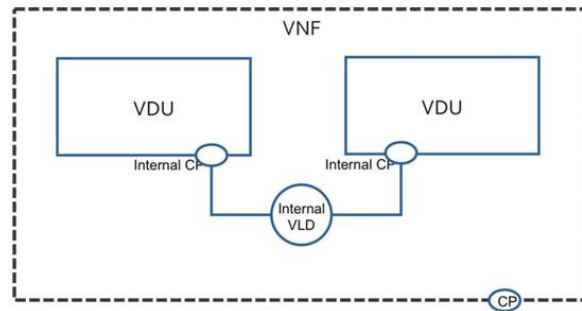 VNF
VDU
VDU
Internal CP
Internal CP
Internal
VLD
CP